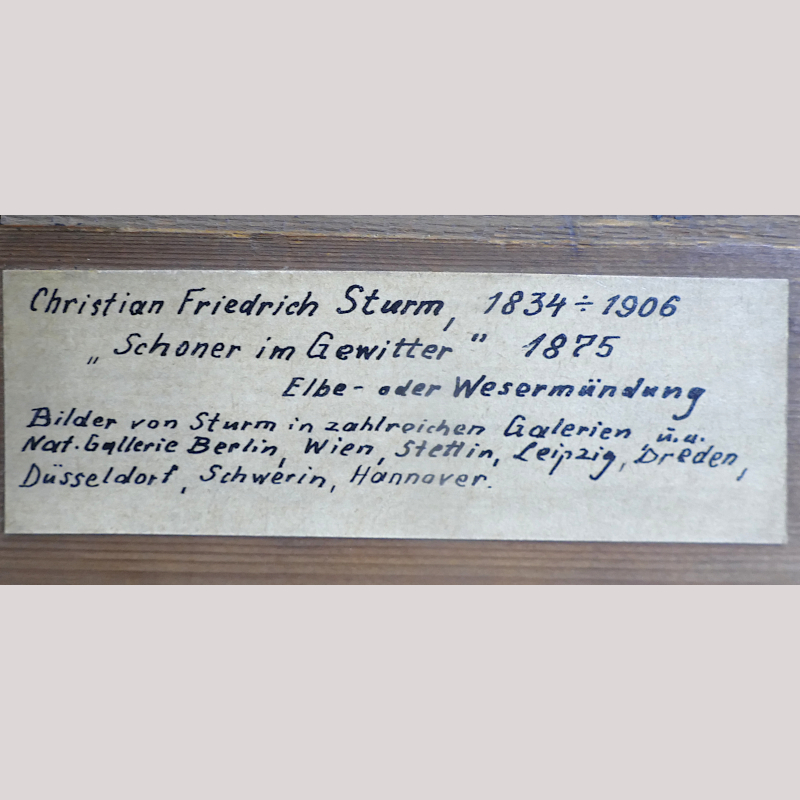 Christian Friedrich Sturm, 1834 ÷ 1906
„Schoner im Gewitter" 1875
Elbe- oder Wesermündung
Bilder von Sturm in zahlreichen Galerien ü.u.
Nat.Gallerie Berlin, Wien, Stettin, Leipzig, Dreden,
Düsseldorf, Schwerin, Hannover.